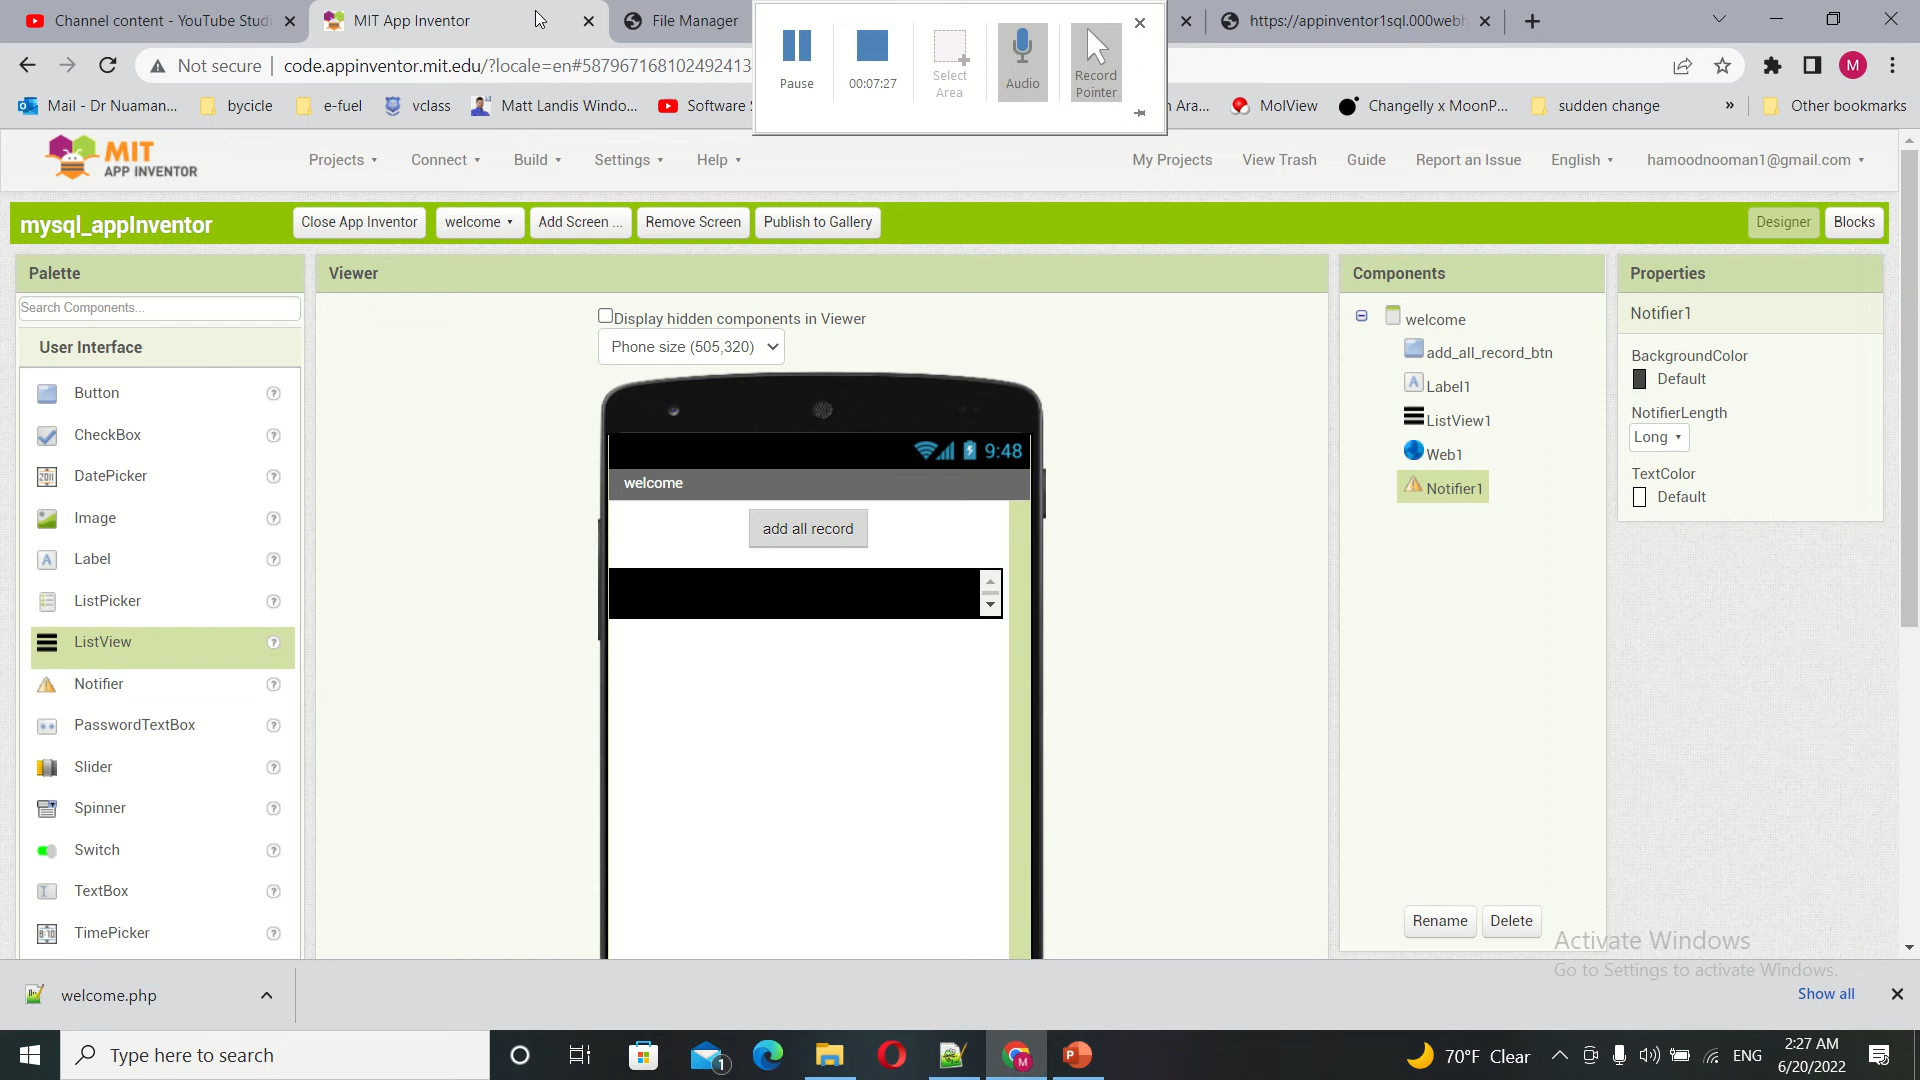 Channel content - YouTube Studi
MIT App Inventor
File Manager
https://appinventor1sql.000webh
Pause
00:07:27
Select Area
Audio
Record Pointer
Not secure
code.appinventor.mit.edu/?locale=en#587967168102492413
M
Mail - Dr Nuaman...
bycicle
e-fuel
vclass
Matt Landis Windo...
Software
n Ara...
MolView
Changelly x MoonP...
sudden change
»
Other bookmarks
MIT
APP INVENTOR
Projects
Connect
Build
Settings
Help
My Projects
View Trash
Guide
Report an Issue
English
hamoodnooman1@gmail.com
mysql_appInventor
Close App Inventor
welcome
Add Screen ...
Remove Screen
Publish to Gallery
Designer
Blocks
Palette
Search Components...
User Interface
Button
CheckBox
DatePicker
Image
Label
ListPicker
ListView
Notifier
PasswordTextBox
Slider
Spinner
Switch
TextBox
TimePicker
Viewer
Display hidden components in Viewer
Phone size (505,320)
9:48
welcome
add all record
Components
welcome
add_all_record_btn
Label1
ListView1
Web1
Notifier1
Rename
Delete
Properties
Notifier1
BackgroundColor
Default
NotifierLength
Long
TextColor
Default
Activate Windows
Go to Settings to activate Windows.
welcome.php
Show all
Type here to search
1
M
70°F Clear
ENG
2:27 AM
6/20/2022